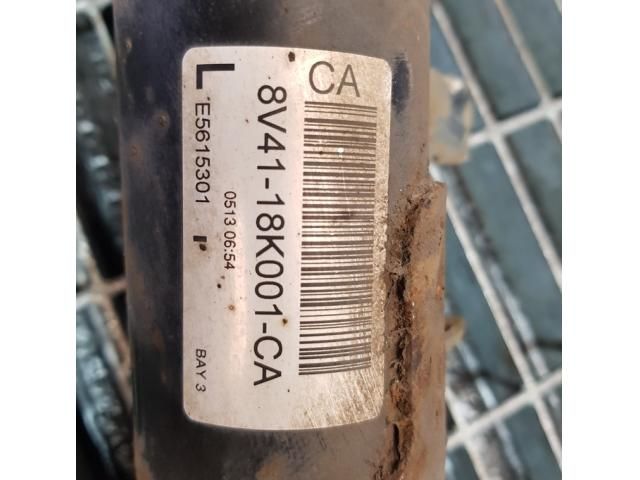 CA
8V41-18K001-CA
0513 06:54
L E5615301
BAY 3